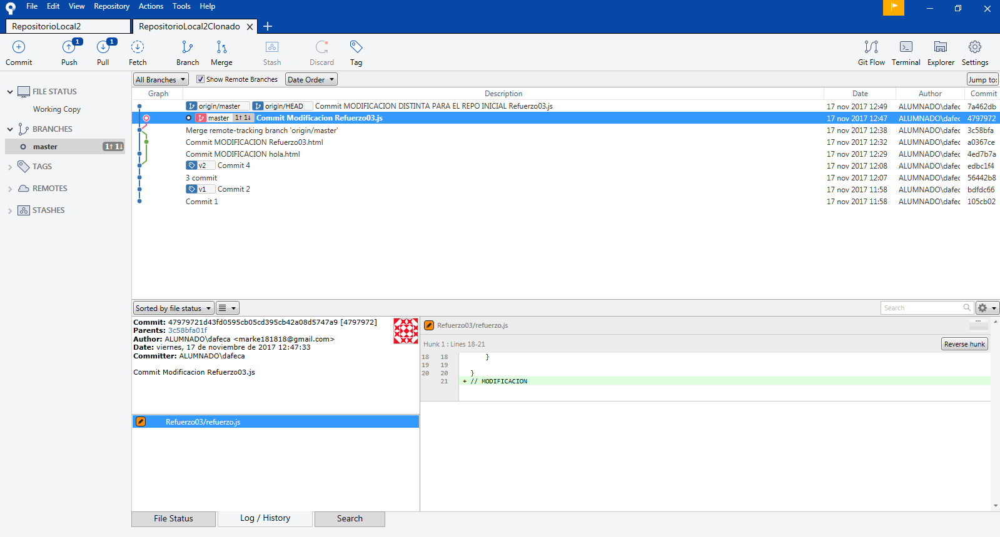 File Edit View Repository Actions Tools Help
RepositorioLocal2 RepositorioLocal2Clonado
1 1
Commit Push Pull Fetch Branch Merge Stash Discard Tag Git Flow Terminal Explorer Settings
All Branches Show Remote Branches Date Order Jump to:
FILE STATUS
Working Copy
BRANCHES
master 1↑ 1↓
TAGS
REMOTES
STASHES
Graph Description Date Author Commit
origin/master origin/HEAD Commit MODIFICACION DISTINTA PARA EL REPO INICIAL Refuerzo03.js 17 nov 2017 12:49 ALUMNADO\dafec 7a462db
master 1↑ 1↓ Commit Modificacion Refuerzo03.js 17 nov 2017 12:47 ALUMNADO\dafec 4797972
Merge remote-tracking branch 'origin/master' 17 nov 2017 12:38 ALUMNADO\dafec 3c58bfa
Commit MODIFICACION Refuerzo03.html 17 nov 2017 12:32 ALUMNADO\dafec a0367ce
Commit MODIFICACION hola.html 17 nov 2017 12:29 ALUMNADO\dafec 4ed7b7a
v2 Commit 4 17 nov 2017 12:08 ALUMNADO\dafec edbc1f4
3 commit 17 nov 2017 12:07 ALUMNADO\dafec 56442b8
v1 Commit 2 17 nov 2017 11:58 ALUMNADO\dafec bdfdc66
Commit 1 17 nov 2017 11:58 ALUMNADO\dafec 105cb02
Sorted by file status Search
Commit: 47979721d43fd0595cb05cd395cb42a08d5747a9 [4797972]
Parents: 3c58bfa01f
Author: ALUMNADO\dafeca <marke181818@gmail.com>
Date: viernes, 17 de noviembre de 2017 12:47:33
Committer: ALUMNADO\dafeca
Commit Modificacion Refuerzo03.js
Refuerzo03/refuerzo.js
Refuerzo03/refuerzo.js
Hunk 1 : Lines 18-21 Reverse hunk
18 18 }
19 19
20 20 }
21 + // MODIFICACION
File Status Log / History Search